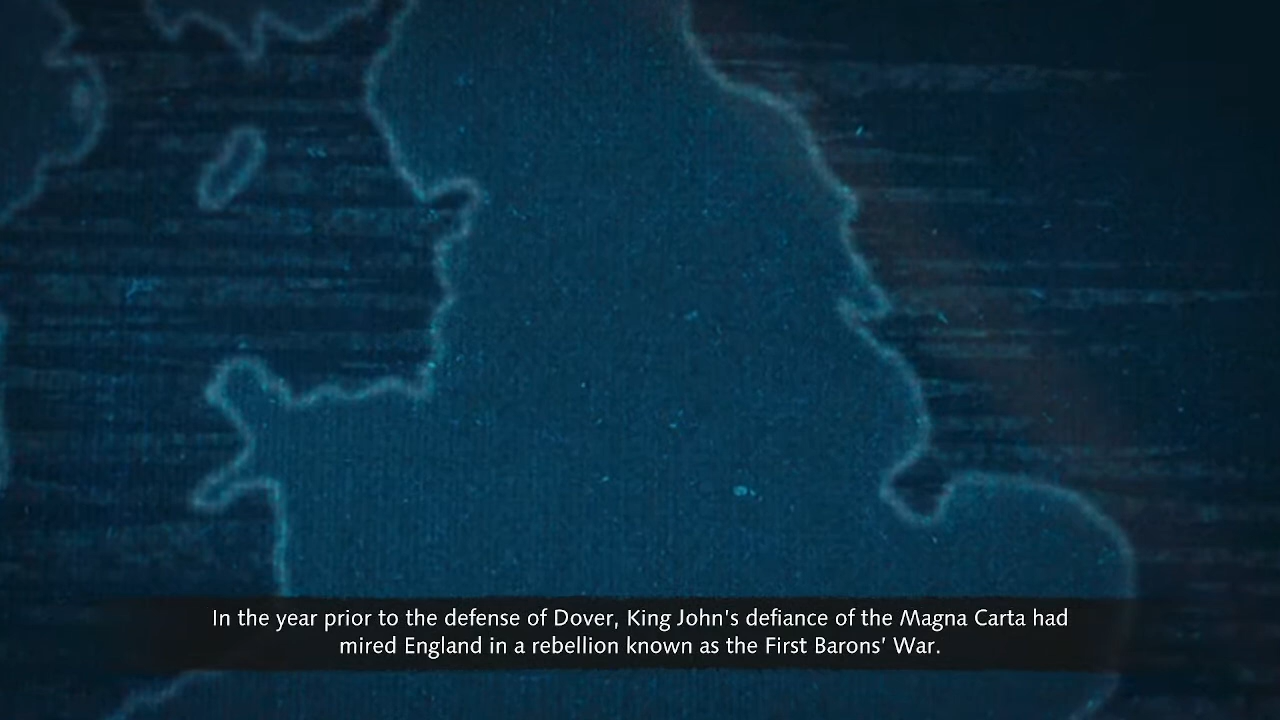 In the year prior to the defense of Dover, King John's defiance of the Magna Carta had
mired England in a rebellion known as the First Barons' War.